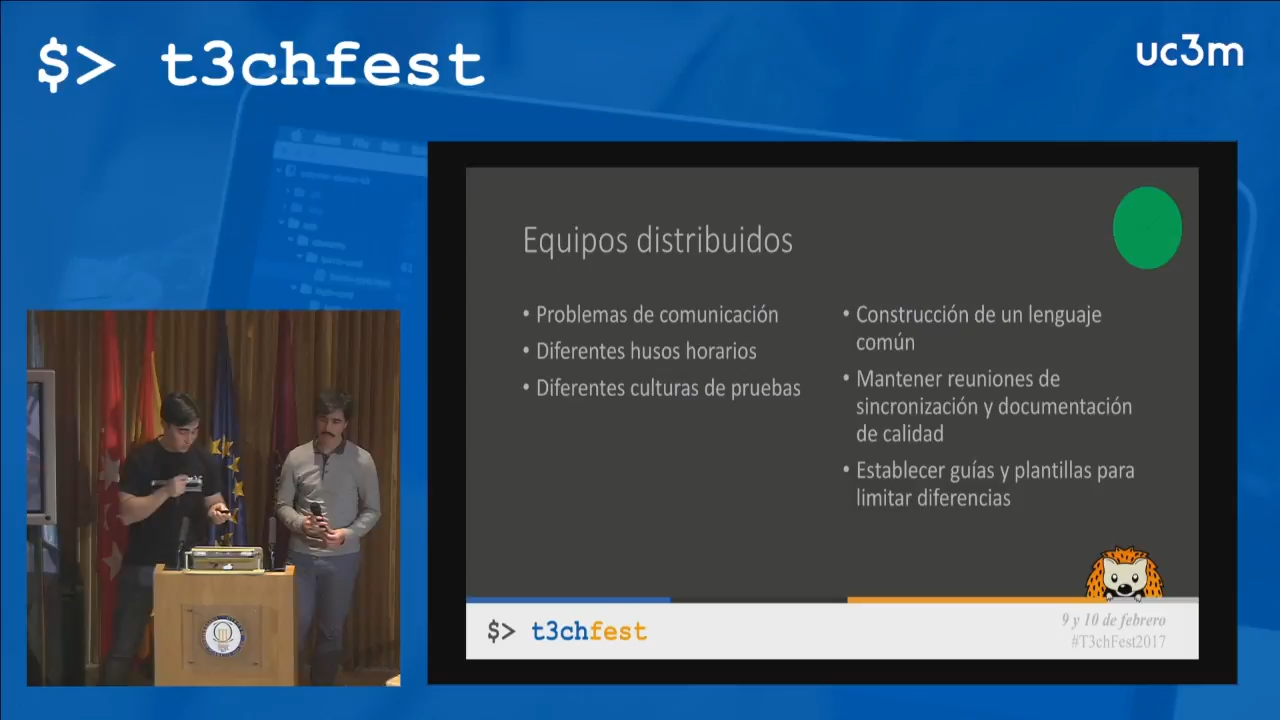 $> t3chfest
uc3m
Equipos distribuidos
• Problemas de comunicación
• Diferentes husos horarios
• Diferentes culturas de pruebas
• Construcción de un lenguaje
común
• Mantener reuniones de
sincronización y documentación
de calidad
• Establecer guías y plantillas para
limitar diferencias
$> t3chfest
9 y 10 de febrero
#T3chFest2017